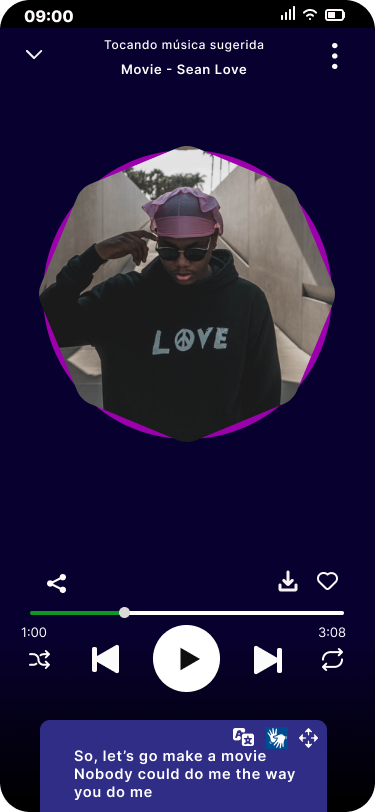 09:00
Tocando música sugerida
Movie - Sean Love
LOVE
1:00
3:08
So, let's go make a movie
Nobody could do me the way
you do me